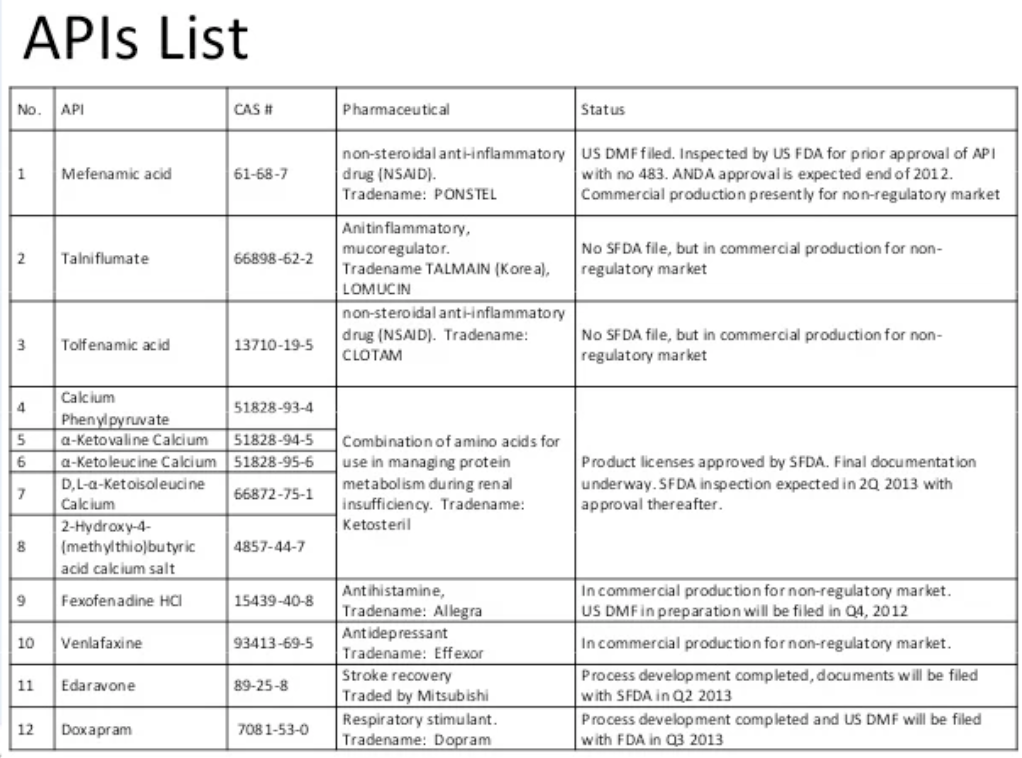 APIs List
No. API CAS # Pharmaceutical Status
1 Mefenamic acid 61-68-7
non-steroidal anti-inflammatory
drug (NSAID).
Tradename: PONSTEL
US DMF filed. Inspected by US FDA for prior approval of API
with no 483. ANDA approval is expected end of 2012.
Commercial production presently for non-regulatory market
2 Talniflumate 66898-62-2
Anitinflammatory,
mucoregulator.
Tradename TALMAIN (Korea),
LOMUCIN
No SFDA file, but in commercial production for non-
regulatory market
3 Tolfenamic acid 13710-19-5
non-steroidal anti-inflammatory
drug (NSAID). Tradename:
CLOTAM
No SFDA file, but in commercial production for non-
regulatory market
4 Calcium
Phenylpyruvate
51828-93-4
5 α-Ketovaline Calcium 51828-94-5
6 α-Ketoleucine Calcium 51828-95-6
7 D,L-α-Ketoisoleucine
Calcium
66872-75-1
8 2-Hydroxy-4-
(methylthio)butyric
acid calcium salt
4857-44-7
Combination of amino acids for
use in managing protein
metabolism during renal
insufficiency. Tradename:
Ketosteril
Product licenses approved by SFDA. Final documentation
underway. SFDA inspection expected in 2Q 2013 with
approval thereafter.
9 Fexofenadine HCl 15439-40-8
Antihistamine,
Tradename: Allegra
In commercial production for non-regulatory market.
US DMF in preparation will be filed in Q4, 2012
10 Venlafaxine 93413-69-5
Antidepressant
Tradename: Effexor
In commercial production for non-regulatory market.
11 Edaravone 89-25-8
Stroke recovery
Traded by Mitsubishi
Process development completed, documents will be filed
with SFDA in Q2 2013
12 Doxapram 7081-53-0
Respiratory stimulant.
Tradename: Dopram
Process development completed and US DMF will be filed
with FDA in Q3 2013